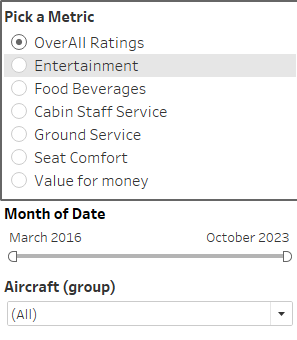 Pick a Metric
OverAll Ratings
Entertainment
Food Beverages
Cabin Staff Service
Ground Service
Seat Comfort
Value for money
Month of Date
March 2016 October 2023
Aircraft (group)
(All)